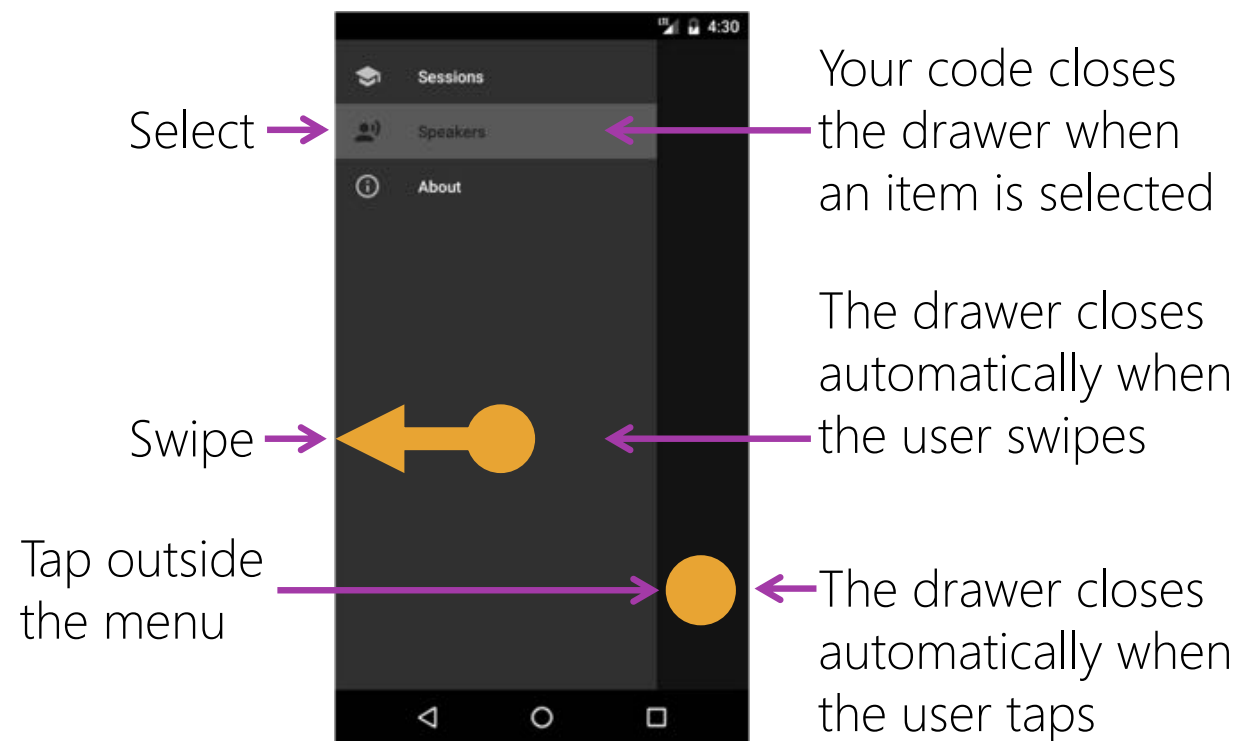 LTE 4:30
Sessions
Select
Speakers
About
Your code closes
the drawer when
an item is selected
Swipe
The drawer closes
automatically when
the user swipes
Tap outside
the menu
The drawer closes
automatically when
the user taps